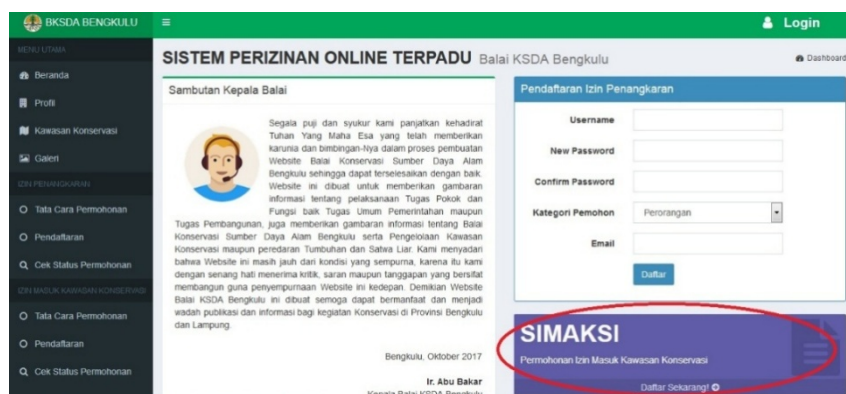 BKSDA BENGKULU
Login
MENU UTAMA
Beranda
Profil
Kawasan Konservasi
Galeri
IZIN PENANGKARAN
Tata Cara Permohonan
Pendaftaran
Cek Status Permohonan
IZIN MASUK KAWASAN KONSERVASI
Tata Cara Permohonan
Pendaftaran
Cek Status Permohonan
SISTEM PERIZINAN ONLINE TERPADU Balai KSDA Bengkulu
Dashboard
Sambutan Kepala Balai
Segala puji dan syukur kami panjatkan kehadirat
Tuhan Yang Maha Esa yang telah memberikan
karunia dan bimbingan-Nya dalam proses pembuatan
Website Balai Konservasi Sumber Daya Alam
Bengkulu sehingga dapat terselesaikan dengan baik.
Website ini dibuat untuk memberikan gambaran
informasi tentang pelaksanaan Tugas Pokok dan
Fungsi baik Tugas Umum Pemerintahan maupun
Tugas Pembangunan, juga memberikan gambaran informasi tentang Balai
Konservasi Sumber Daya Alam Bengkulu serta Pengelolaan Kawasan
Konservasi maupun peredaran Tumbuhan dan Satwa Liar. Kami menyadari
bahwa Website ini masih jauh dari kondisi yang sempurna, karena itu kami
dengan senang hati menerima kritik, saran maupun tanggapan yang bersifat
membangun guna penyempurnaan Website ini kedepan. Demikian Website
Balai KSDA Bengkulu ini dibuat semoga dapat bermanfaat dan menjadi
wadah publikasi dan informasi bagi kegiatan Konservasi di Provinsi Bengkulu
dan Lampung.
Bengkulu, Oktober 2017
Ir. Abu Bakar
Kepala Balai KSDA Bengkulu
Pendaftaran Izin Penangkaran
Username
New Password
Confirm Password
Kategori Pemohon Perorangan
Email
Daftar
SIMAKSI
Permohonan Izin Masuk Kawasan Konservasi
Daftar Sekarang!